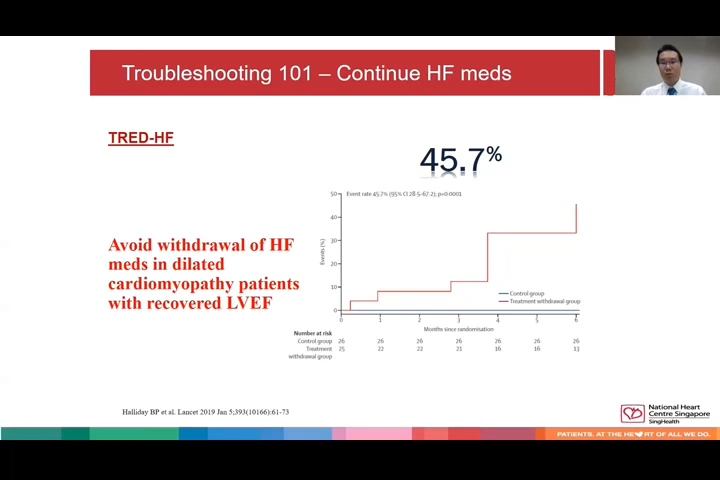 Troubleshooting 101 – Continue HF meds
TRED-HF
45.7%
Avoid withdrawal of HF
meds in dilated
cardiomyopathy patients
with recovered LVEF
Event rate 45·7% (95% CI 28·5–67·2); p=0·0001
Events (%)
50
40
30
20
10
0
Control group
Treatment withdrawal group
0 1 2 3 4 5 6
Months since randomisation
Number at risk
Control group 26 26 26 26 26 26 26
Treatment 25 22 22 21 16 16 13
withdrawal group
Halliday BP et al. Lancet 2019 Jan 5;393(10166):61-73
National Heart
Centre Singapore
SingHealth
PATIENTS. AT THE HE RT OF ALL WE DO.